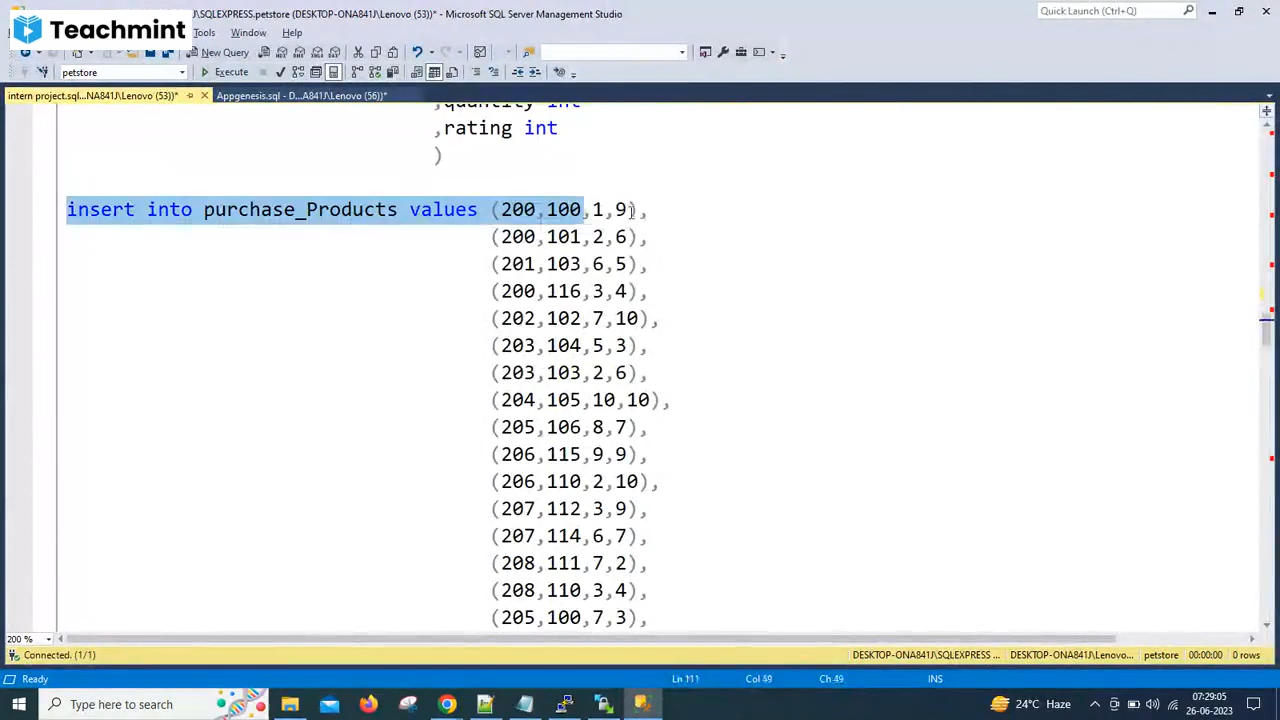 \SQLEXPRESS.petstore (DESKTOP-ONA841J\Lenovo (53))* - Microsoft SQL Server Management Studio
Quick Launch (Ctrl+Q)
Teachmint
Tools Window Help
New Query
petstore Execute
intern project.sql...NA841J\Lenovo (53))* Appgenesis.sql - D...A841J\Lenovo (56))*
,quantity int
,rating int
)
insert into purchase_Products values (200,100,1,9),
(200,101,2,6),
(201,103,6,5),
(200,116,3,4),
(202,102,7,10),
(203,104,5,3),
(203,103,2,6),
(204,105,10,10),
(205,106,8,7),
(206,115,9,9),
(206,110,2,10),
(207,112,3,9),
(207,114,6,7),
(208,111,7,2),
(208,110,3,4),
(205,100,7,3),
200 %
Connected. (1/1) DESKTOP-ONA841J\SQLEXPRESS ... DESKTOP-ONA841J\Lenovo... petstore 00:00:00 0 rows
Ready Ln 111 Col 49 Ch 49 INS
Type here to search 24°C Haze ENG 07:29:05
26-06-2023